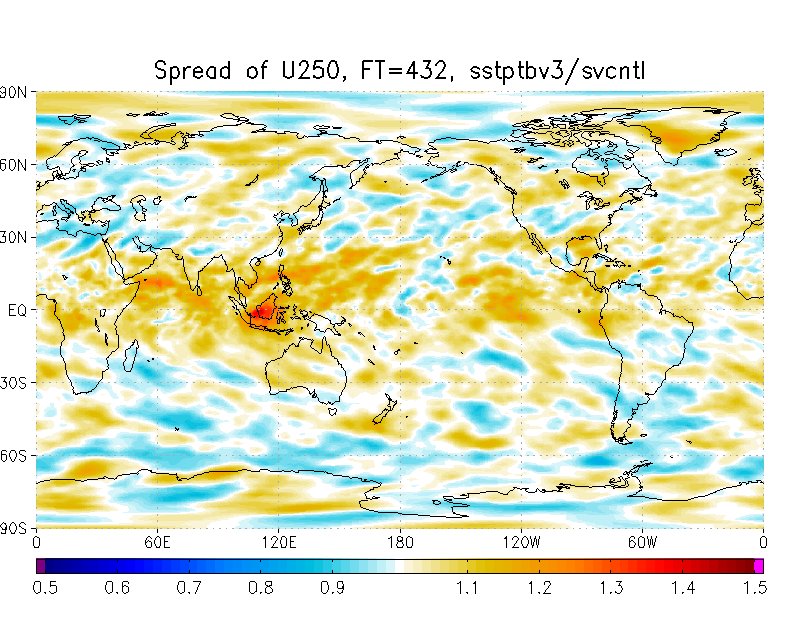 Spread of U250, FT=432, sstptbv3/svcntl
90N
60N
30N
EQ
30S
60S
90S
0 60E 120E 180 120W 60W 0
0.5 0.6 0.7 0.8 0.9 1.1 1.2 1.3 1.4 1.5